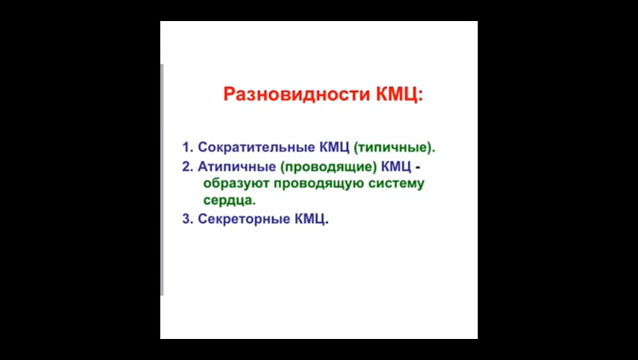 Разновидности КМЦ:
1. Сократительные КМЦ (типичные).
2. Атипичные (проводящие) КМЦ -
образуют проводящую систему
сердца.
3. Секреторные КМЦ.